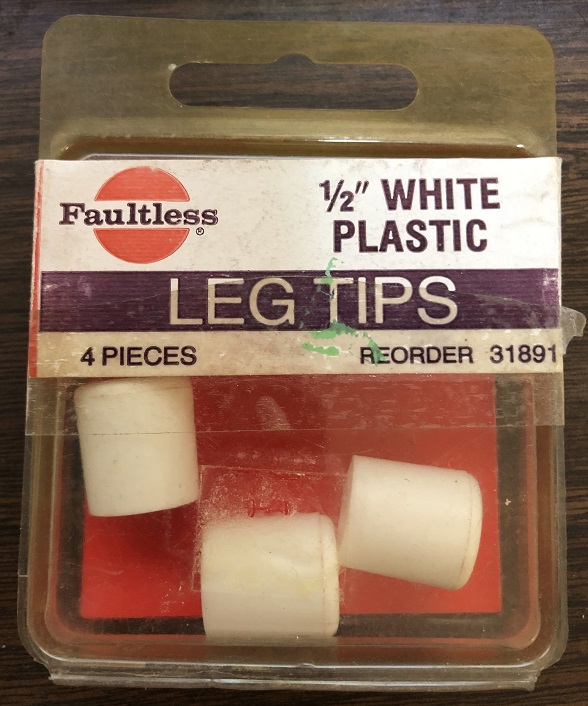 Faultless®
1/2" WHITE
PLASTIC
LEG TIPS
4 PIECES
REORDER 31891